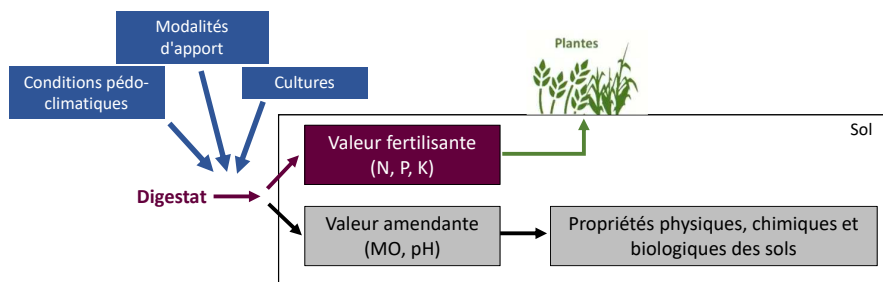 Modalités
d'apport
Conditions pédo-
climatiques
Cultures
Plantes
Sol
Valeur fertilisante
(N, P, K)
Digestat
Valeur amendante
(MO, pH)
Propriétés physiques, chimiques et
biologiques des sols